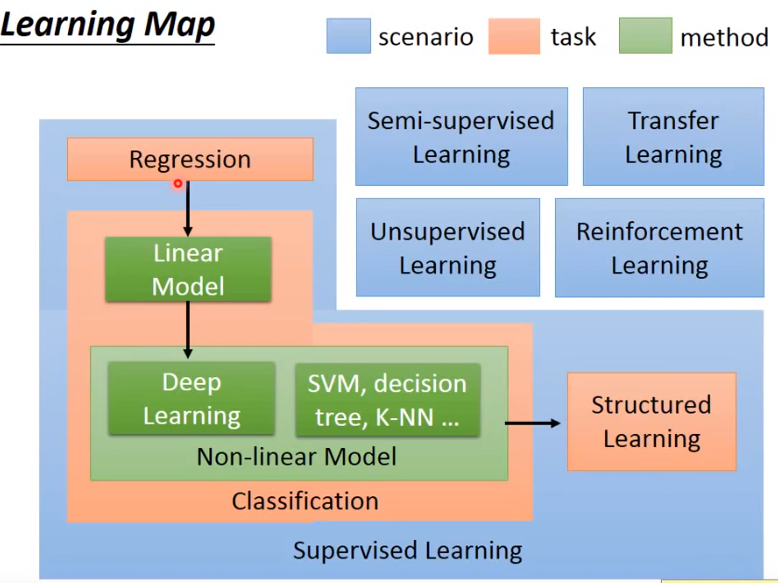 Learning Map
scenario
task
method
Regression
Linear
Model
Deep
Learning
SVM, decision
tree, K-NN ...
Non-linear Model
Classification
Supervised Learning
Semi-supervised
Learning
Transfer
Learning
Unsupervised
Learning
Reinforcement
Learning
Structured
Learning